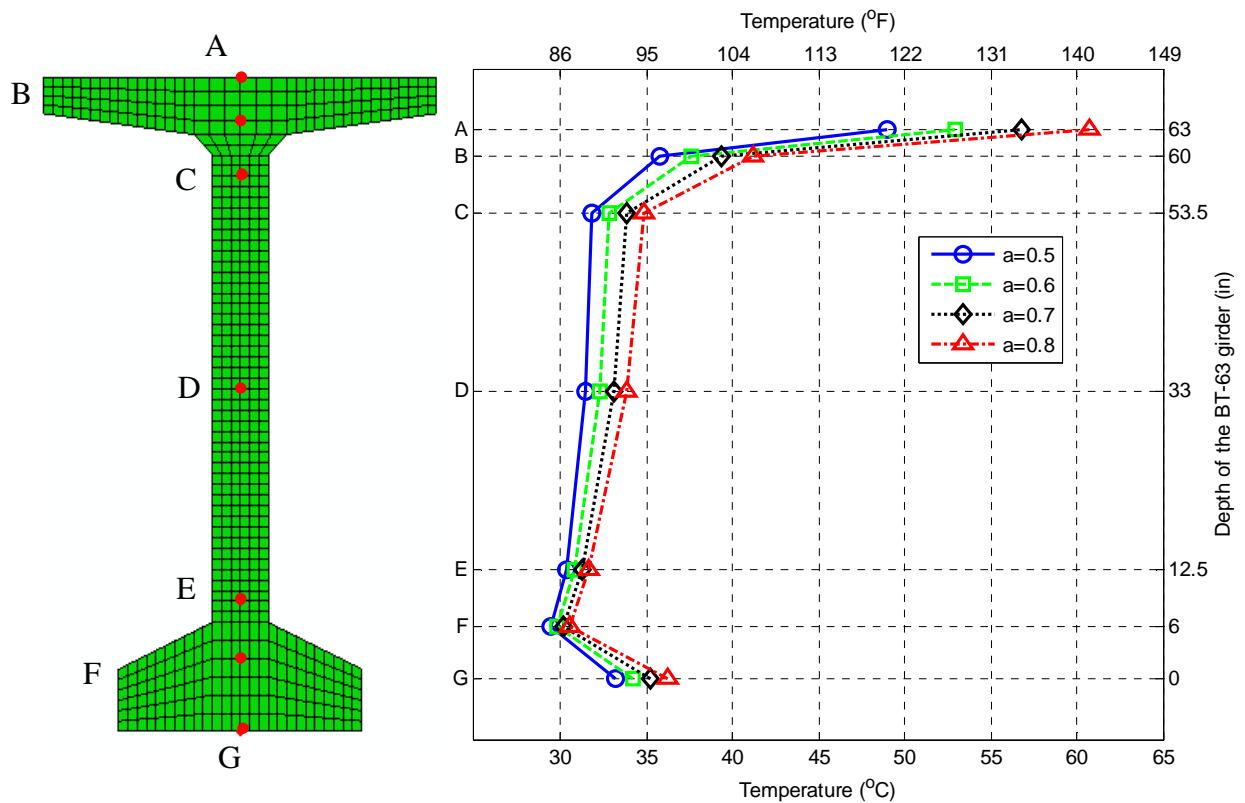 A
B
C
D
E
F
G
Temperature (°F)
86 95 104 113 122 131 140 149
A
B
C
D
E
F
G
63
60
53.5
33
12.5
6
0
Depth of the BT-63 girder (in)
a=0.5
a=0.6
a=0.7
a=0.8
30 35 40 45 50 55 60 65
Temperature (°C)